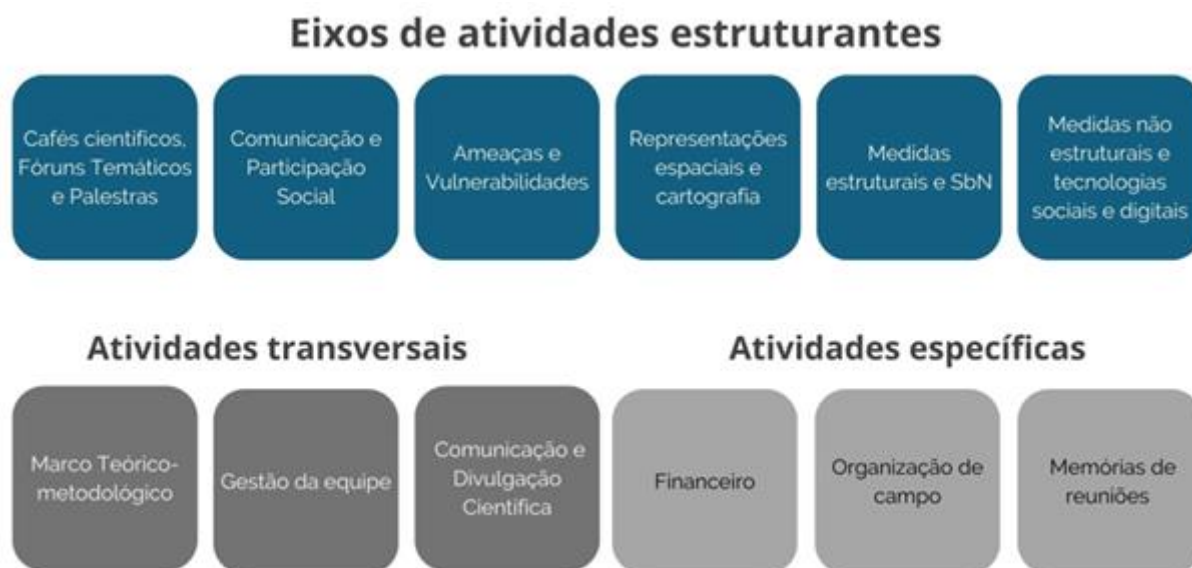 Eixos de atividades estruturantes
Cafés científicos,
Fóruns Temáticos
e Palestras
Comunicação e
Participação
Social
Ameaças e
Vulnerabilidades
Representações
espaciais e
cartografia
Medidas
estruturais e SbN
Medidas não
estruturais e
tecnologias
sociais e digitais
Atividades transversais
Marco Teórico-
metodológico
Gestão da equipe
Comunicação e
Divulgação
Científica
Atividades específicas
Financeiro
Organização de
campo
Memórias de
reuniões